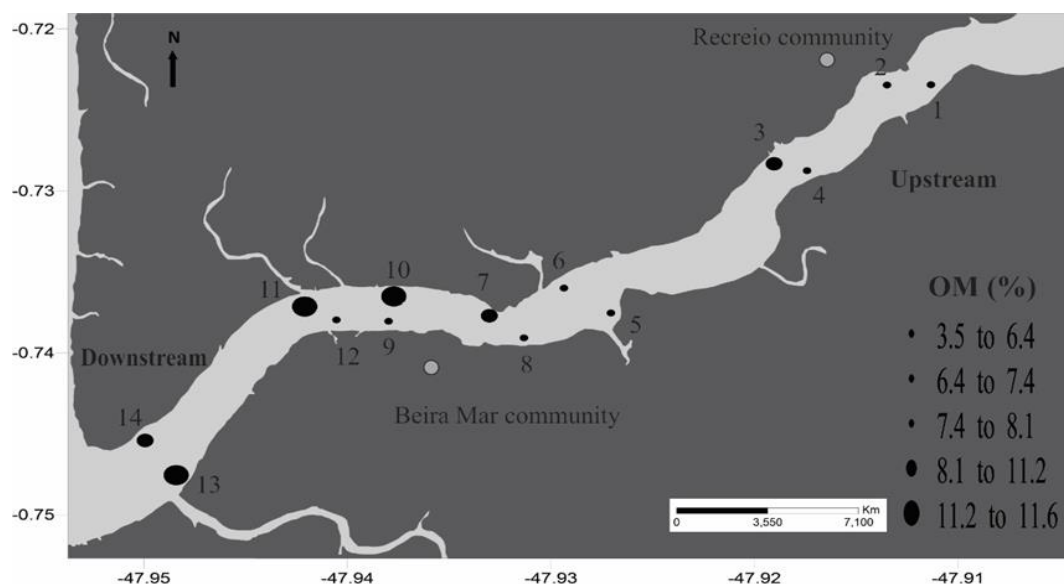 -0.72
N
Recreio community
2
1
3
-0.73
4
Upstream
6
10
7
OM (%)
11
5
3.5 to 6.4
-0.74
12
9
8
Downstream
6.4 to 7.4
Beira Mar community
14
7.4 to 8.1
8.1 to 11.2
13
Km
-0.75
0
3,550
7,100
11.2 to 11.6
-47.95
-47.94
-47.93
-47.92
-47.91